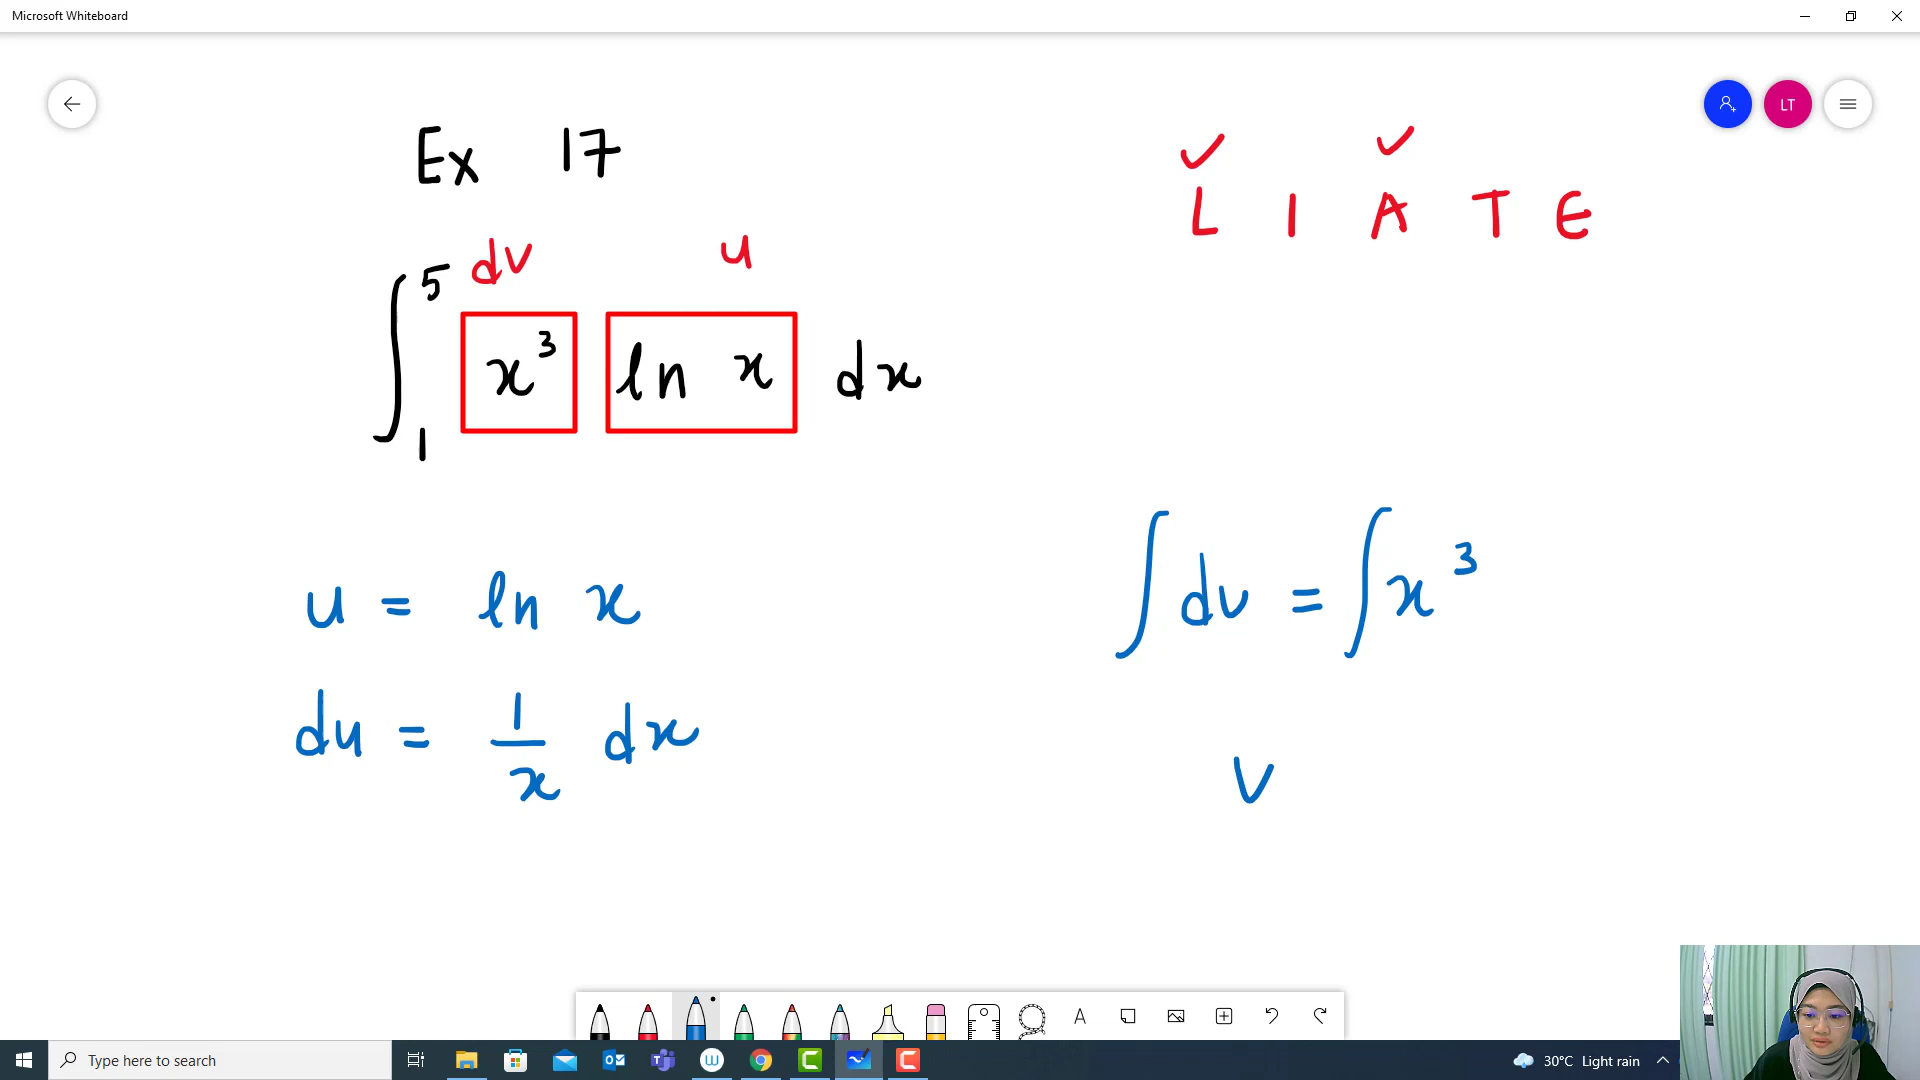 Microsoft Whiteboard
LT
Ex 17
L I A T E
dv u
∫₁⁵ x³ ln x dx
u = ln x
∫ dv = ∫ x³
du = 1/x dx
v
A
Type here to search
30°C Light rain